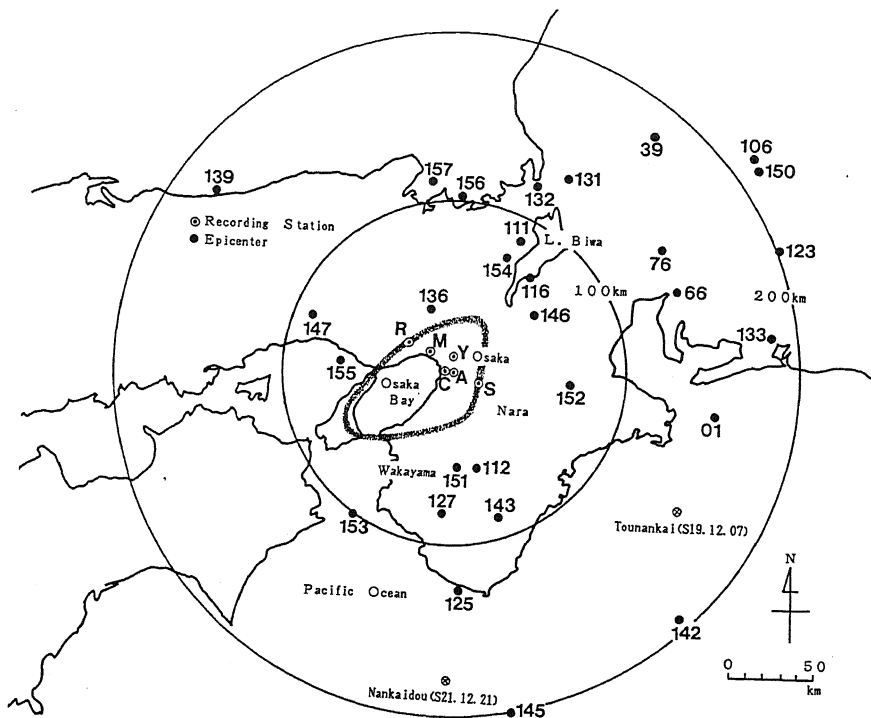 39
106
150
139
157
156
132
131
⊙ Recording Station
● Epicenter
111
L. Biwa
154
76
123
116
100km
66
200km
136
146
147
133
R
M
Y Osaka
155
C A
S
Osaka
Bay
152
Nara
01
Wakayama
151
112
127
143
153
Tounankai(S19.12.07)
N
Pacific Ocean
125
142
0 50
km
Nankaidou(S21.12.21)
145